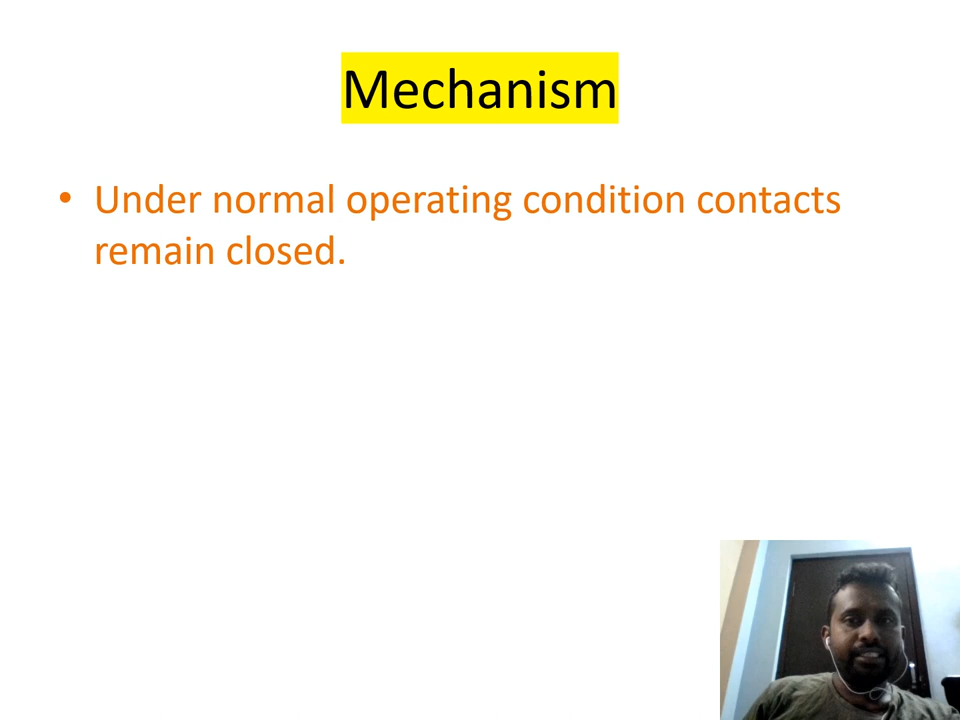 Mechanism
• Under normal operating condition contacts
remain closed.